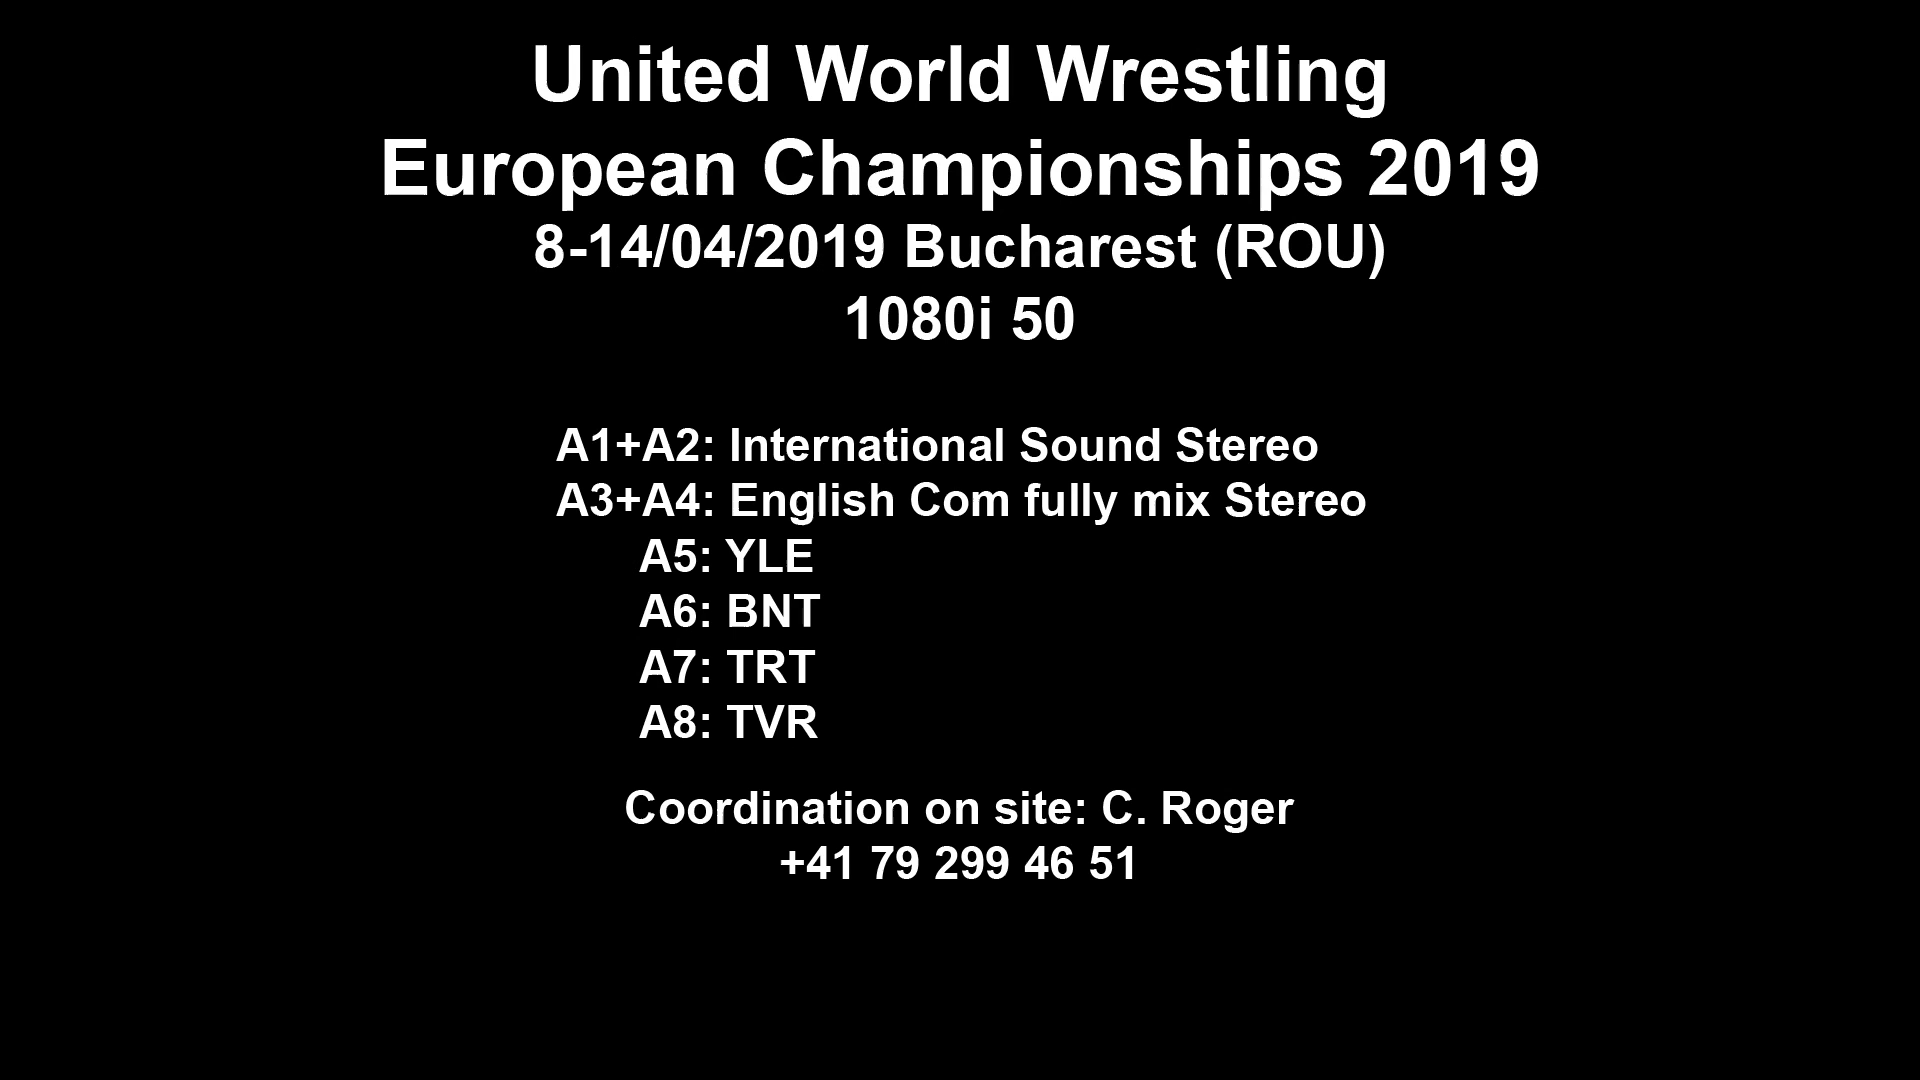 United World Wrestling
European Championships 2019
8-14/04/2019 Bucharest (ROU)
1080i 50
A1+A2: International Sound Stereo
A3+A4: English Com fully mix Stereo
A5: YLE
A6: BNT
A7: TRT
A8: TVR
Coordination on site: C. Roger
+41 79 299 46 51